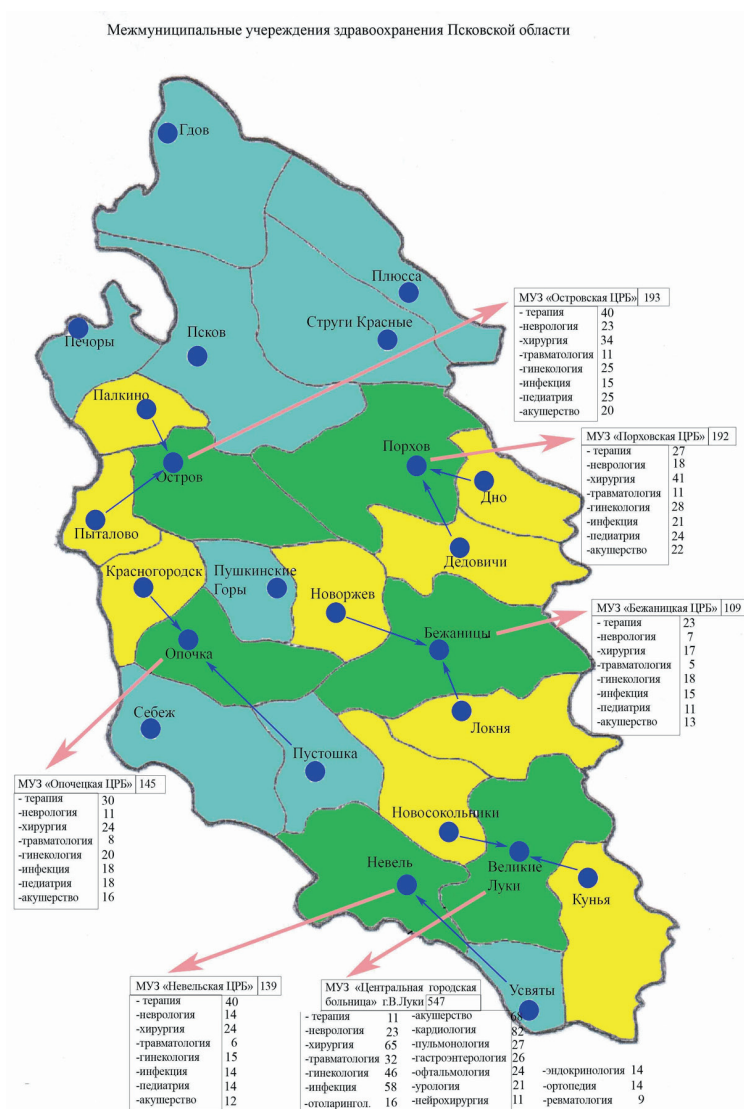 Межмуниципальные учереждения здравоохранения Псковской области
Гдов
Плюсса
Струги Красные
Псков
Печоры
Палкино
Остров
Порхов
Дно
Пыталово
Дедовичи
Красногородск
Пушкинские
Горы
Новоржев
Бежаницы
Опочка
Себеж
Локня
Пустошка
Новосокольники
Невель
Великие
Луки
Кунья
Усвяты
МУЗ «Островская ЦРБ» 193
- терапия 40
-неврология 23
-хирургия 34
-травматология 11
-гинекология 25
-инфекция 15
-педиатрия 25
-акушерство 20
МУЗ «Порховская ЦРБ» 192
- терапия 27
-неврология 18
-хирургия 41
-травматология 11
-гинекология 28
-инфекция 21
-педиатрия 24
-акушерство 22
МУЗ «Бежаницкая ЦРБ» 109
- терапия 23
-неврология 7
-хирургия 17
-травматология 5
-гинекология 18
-инфекция 15
-педиатрия 11
-акушерство 13
МУЗ «Опочецкая ЦРБ» 145
- терапия 30
-неврология 11
-хирургия 24
-травматология 8
-гинекология 20
-инфекция 18
-педиатрия 18
-акушерство 16
МУЗ «Невельская ЦРБ» 139
- терапия 40
-неврология 14
-хирургия 24
-травматология 6
-гинекология 15
-инфекция 14
-педиатрия 14
-акушерство 12
МУЗ «Центральная городская
больница» г.В.Луки 547
- терапия 11 -акушерство 68
-неврология 23 -кардиология 82
-хирургия 65 -пульмонология 27
-травматология 32 -гастроэнтерология 26
-гинекология 46 -офтальмология 24 -эндокринология 14
-инфекция 58 -урология 21 -ортопедия 14
-отоларингол. 16 -нейрохирургия 11 -ревматология 9